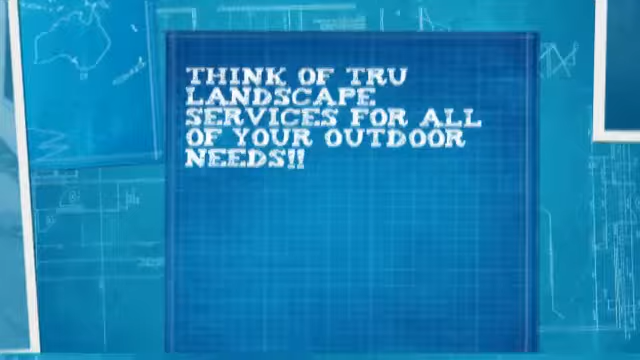 THINK OF TRU
LANDSCAPE
SERVICES FOR ALL
OF YOUR OUTDOOR
NEEDS!!